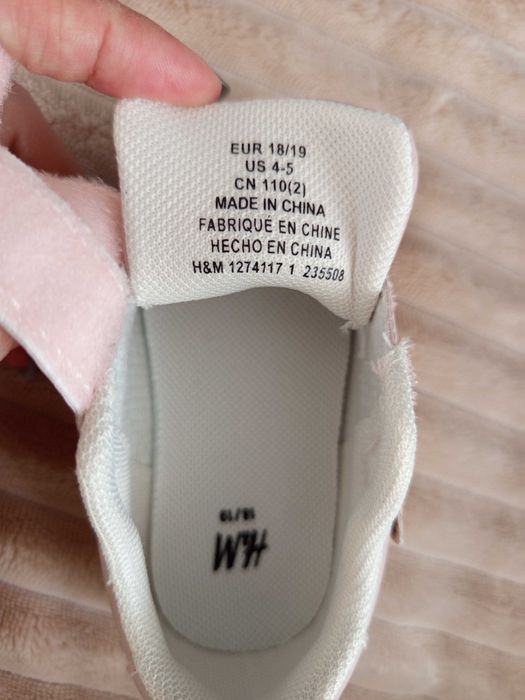 EUR 18/19
US 4-5
CN 110(2)
MADE IN CHINA
FABRIQUÉ EN CHINE
HECHO EN CHINA
H&M 1274117 1 235508
18/19
H&M